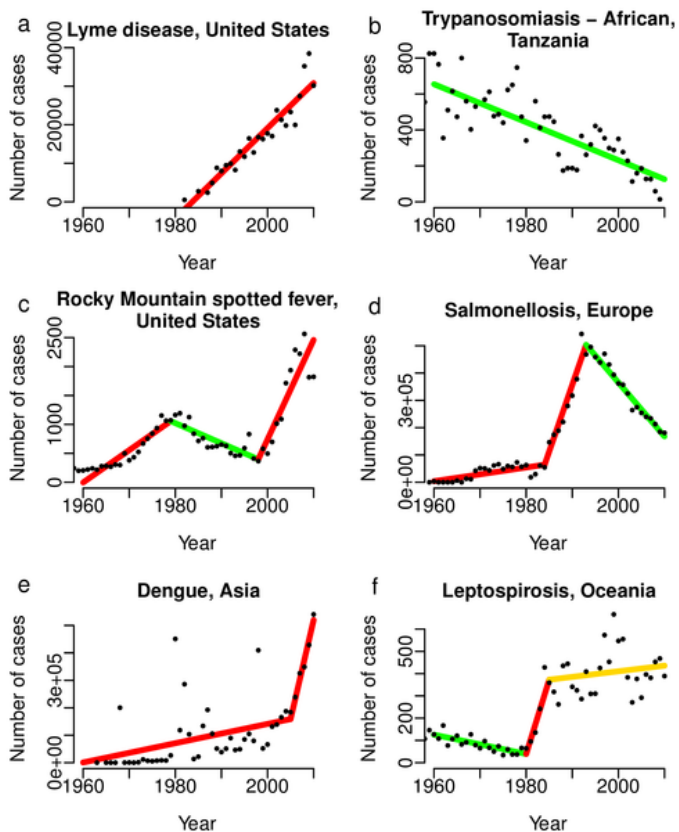 a
Lyme disease, United States
Number of cases
0 20000 40000
1960 1980 2000
Year
b
Trypanosomiasis − African,
Tanzania
Number of cases
0 400 800
1960 1980 2000
Year
c
Rocky Mountain spotted fever,
United States
Number of cases
0 1000 2500
1960 1980 2000
Year
d
Salmonellosis, Europe
Number of cases
0e+00 3e+05
1960 1980 2000
Year
e
Dengue, Asia
Number of cases
0e+00 3e+05
1960 1980 2000
Year
f
Leptospirosis, Oceania
Number of cases
0 200 500
1960 1980 2000
Year